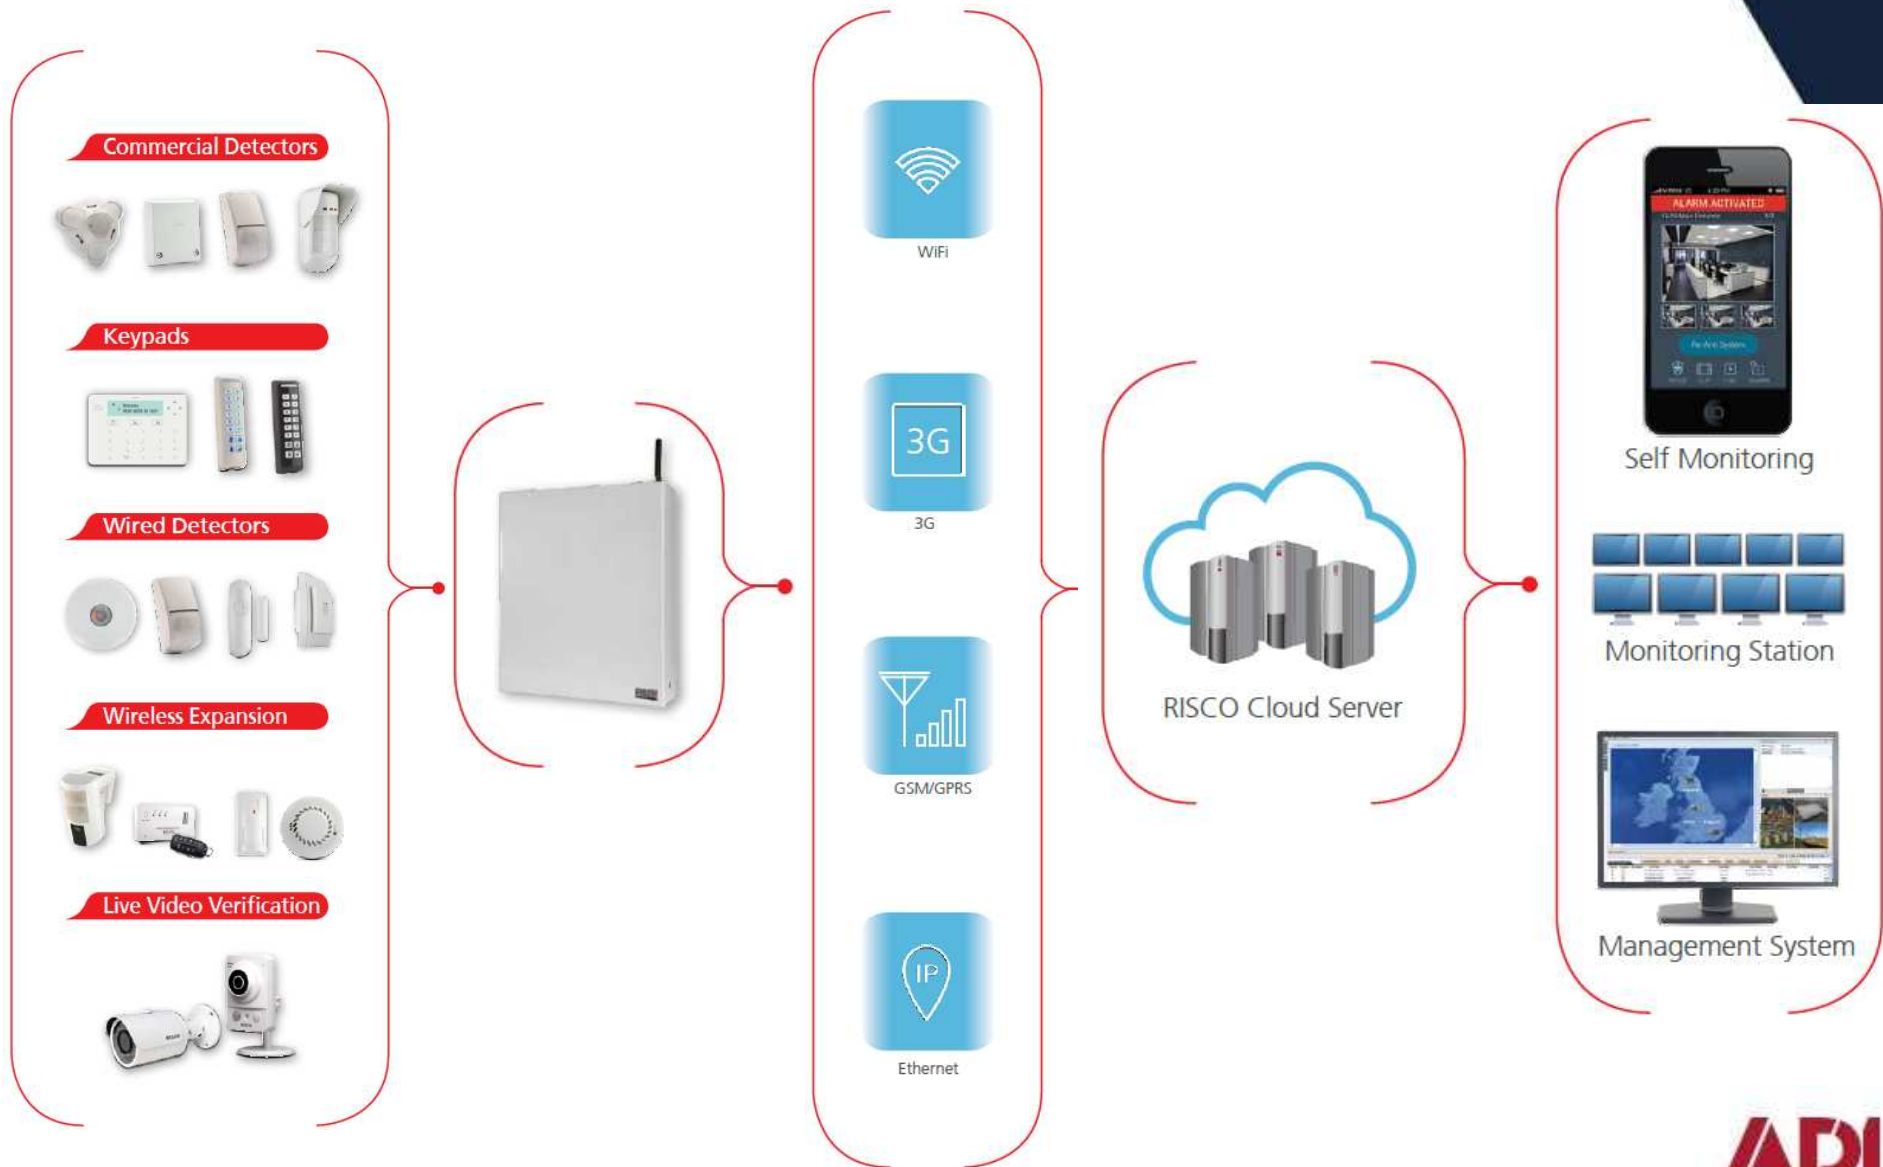 Commercial Detectors
Keypads
Wired Detectors
Wireless Expansion
Live Video Verification
WiFi
3G
3G
GSM/GPRS
IP
Ethernet
RISCO Cloud Server
ALARM ACTIVATED
Self Monitoring
Monitoring Station
Management System
ADI